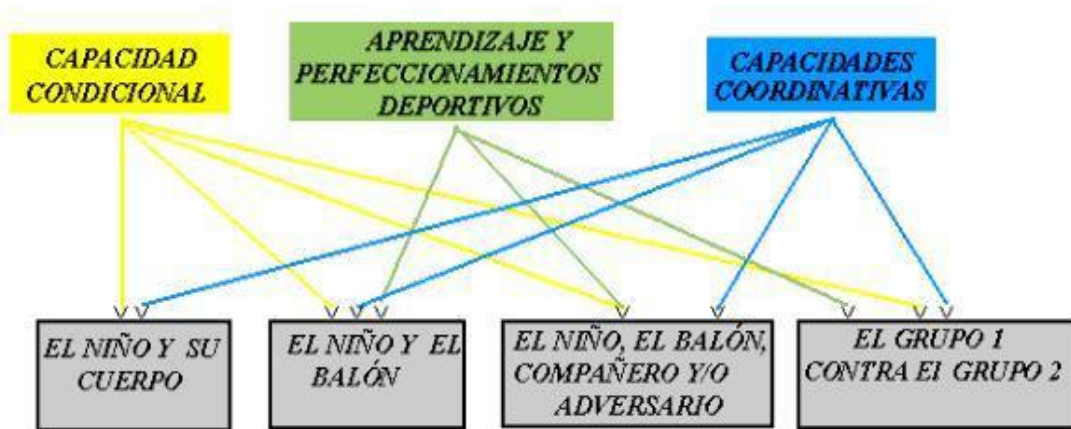 CAPACIDAD
CONDICIONAL
APRENDIZAJE Y
PERFECCIONAMIENTOS
DEPORTIVOS
CAPACIDADES
COORDINATIVAS
EL NIÑO Y SU
CUERPO
EL NIÑO Y EL
BALÓN
EL NIÑO, EL BALÓN,
COMPAÑERO Y/O
ADVERSARIO
EL GRUPO 1
CONTRA El GRUPO 2